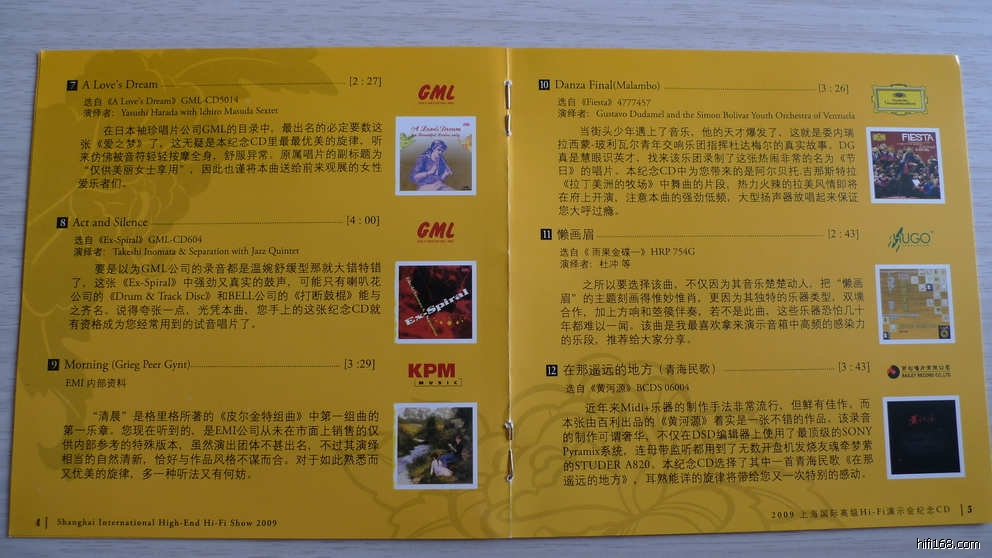 7 A Love's Dream [2 : 27]
选自《A Love's Dream》GML-CD5014
演绎者：Yasushi Harada with Ichiro Masuda Sextet
在日本袖珍唱片公司GML的目录中，最出名的必定要数这
张《爱之梦》了，这无疑是本纪念CD里最最优美的旋律。听
来仿佛被音符轻轻按摩全身，舒服异常。原属唱片的副标题为
“仅供美丽女士享用”，因此也谨将本曲送给前来观展的女性
爱乐者们。
GML
8 Act and Silence [4 : 00]
选自《Ex-Spiral》GML-CD604
演绎者：Takeshi Inomata & Separation with Jazz Quintet
要是以为GML公司的录音都是温婉舒缓型那就大错特错
了，这张《Ex-Spiral》中强劲又真实的鼓声，可能只有喇叭花
公司的《Drum & Track Disc》和BELL公司的《打断鼓棍》能与
之齐名。说得夸张一点，光凭本曲，您手上的这张纪念CD就
有资格成为您经常用到的试音唱片了。
GML
Ex-Spiral
9 Morning (Grieg Peer Gynt) [3 :29]
EMI 内部资料
“清晨”是格里格所著的《皮尔金特组曲》中第一组曲的
第一乐章。您现在听到的，是EMI公司从未在市面上销售的仅
供内部参考的特殊版本，虽然演出团体不甚出名，不过其演绎
相当的自然清新，恰好与作品风格不谋而合。对于如此熟悉而
又优美的旋律，多一种听法又有何妨。
KPM
MUSIC
4 | Shanghai International High-End Hi-Fi Show 2009
10 Danza Final(Malambo) [3 : 26]
选自《Fiesta》4777457
演绎者：Gustavo Dudamel and the Simon Bolivar Youth Orchestra of Venzuela
当街头少年遇上了音乐，他的天才爆发了，这就是委内瑞
拉西蒙-玻利瓦尔青年交响乐团指挥杜达梅尔的真实故事。DG
真是慧眼识英才，找来该乐团录制了这张热闹非常的名为《节
日》的唱片。本纪念CD中为您带来的是阿尔贝托.吉那斯特拉
《拉丁美洲的牧场》中舞曲的片段，热力火辣的拉美风情即将
在府上开演，注意本曲的强劲低频，大型扬声器放唱起来保证
您大呼过瘾。
FIESTA
11 懒画眉 [2 : 43]
选自《 雨果金碟一》HRP 754G
演绎者：杜冲 等
之所以要选择该曲，不仅因为其音乐楚楚动人，把“懒画
眉”的主题刻画得惟妙惟肖，更因为其独特的乐器类型，双埙
合作，加上方响和箜篌伴奏，若不是此曲，这些乐器恐怕几十
年都难以一闻。该曲是我最喜欢拿来演示音箱中高频的感染力
的乐段，推荐给大家分享。
HUGO
12 在那遥远的地方（青海民歌） [3 : 43]
选自《黄河源》BCDS 06004
近年来Midi+乐器的制作手法非常流行，但鲜有佳作。而
本张由百利出品的《黄河源》着实是一张不错的作品。该录音
的制作可谓奢华，不仅在DSD编辑器上使用了最顶级的SONY
Pyramix系统，连母带监听都用到了无数开盘机发烧友魂牵梦萦
的STUDER A820。本纪念CD选择了其中一首青海民歌《在那
遥远的地方》，耳熟能详的旋律将带给您又一次特别的感动。
百利唱片有限公司
BAILEY RECORD CO.,LTD
2009 上海国际高级Hi-Fi演示会纪念CD | 5
hifi168.com